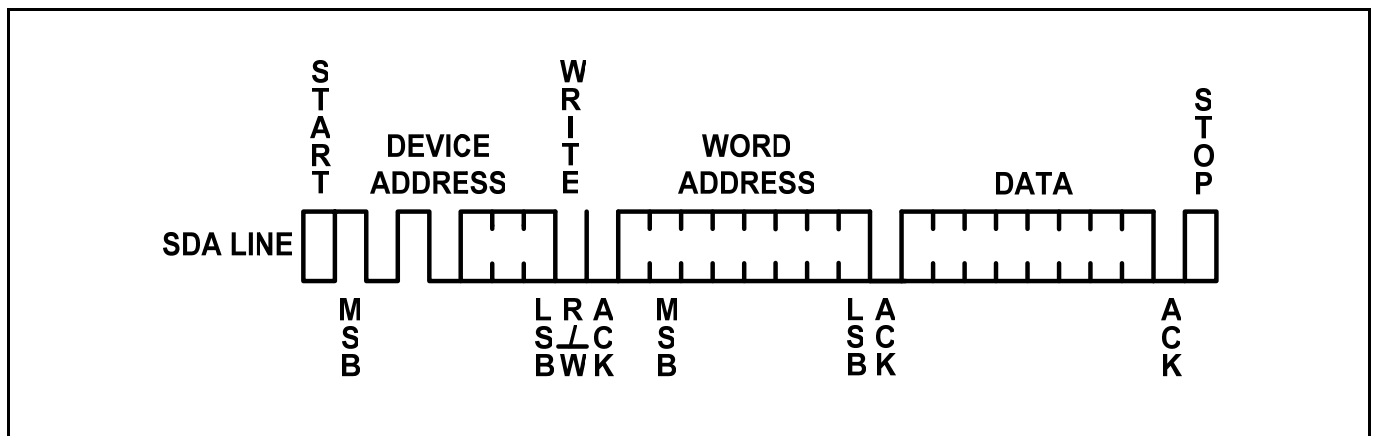 START
WRITE
STOP
DEVICE
ADDRESS
WORD
ADDRESS
DATA
SDA LINE
MSB
LSB
R/W
ACK
MSB
LSB
ACK
ACK